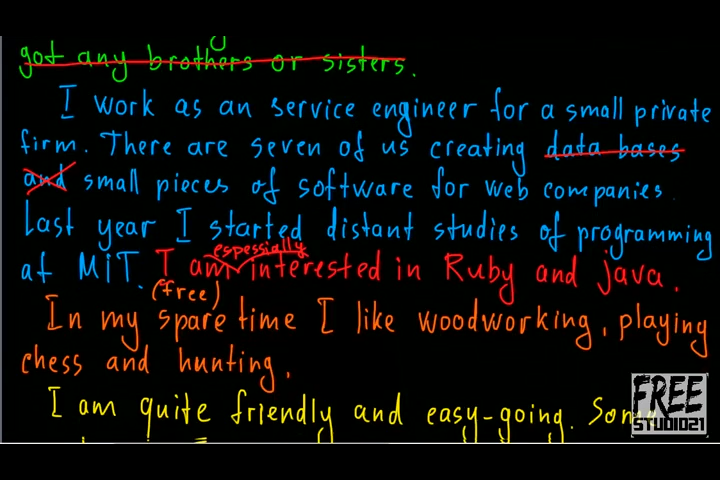 got any brothers or sisters.
I work as an service engineer for a small private
firm. There are seven of us creating data bases
and small pieces of software for web companies.
Last year I started distant studies of programming
especially
at MiT. I am interested in Ruby and java.
(free)
In my spare time I like woodworking, playing
chess and hunting.
I am quite friendly and easy-going. Some
FREE
STUDIO21